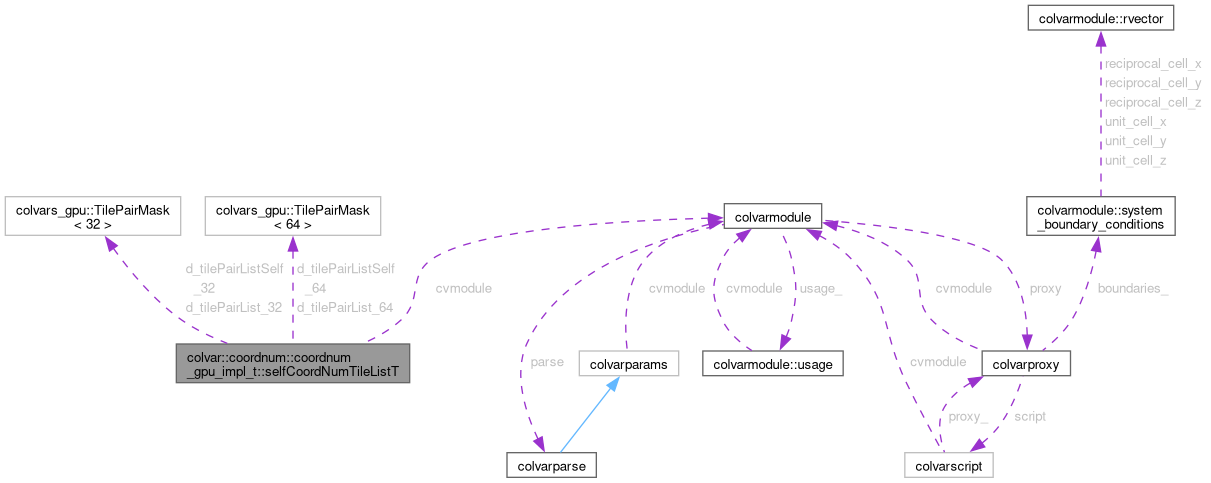 colvarmodule::rvector
reciprocal_cell_x
reciprocal_cell_y
reciprocal_cell_z
unit_cell_x
unit_cell_y
unit_cell_z
colvars_gpu::TilePairMask
< 32 >
colvars_gpu::TilePairMask
< 64 >
colvarmodule
colvarmodule::system
_boundary_conditions
d_tilePairListSelf
_32
d_tilePairList_32
d_tilePairListSelf
_64
d_tilePairList_64
cvmodule
cvmodule
cvmodule
usage_
cvmodule
proxy
boundaries_
colvar::coordnum::coordnum
_gpu_impl_t::selfCoordNumTileListT
parse
colvarparams
colvarmodule::usage
cvmodule
colvarproxy
proxy_
script
colvarparse
colvarscript